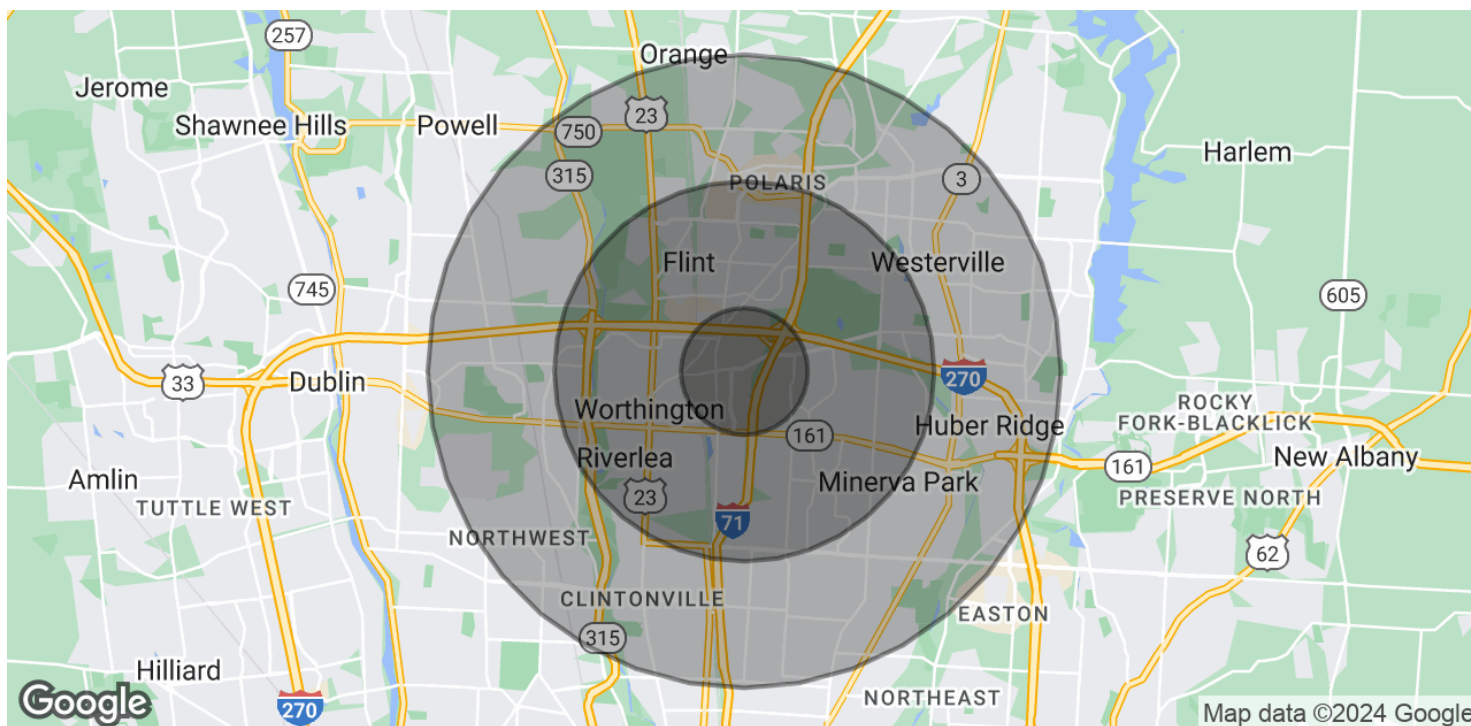 257
Orange
Jerome
23
Shawnee Hills
Powell
750
Harlem
315
3
POLARIS
Flint
Westerville
745
605
33
Dublin
270
Worthington
ROCKY
FORK-BLACKLICK
Huber Ridge
161
Riverlea
161
New Albany
Amlin
Minerva Park
23
PRESERVE NORTH
TUTTLE WEST
71
NORTHWEST
62
CLINTONVILLE
EASTON
315
Hilliard
NORTHEAST
Google
270
Map data ©2024 Google